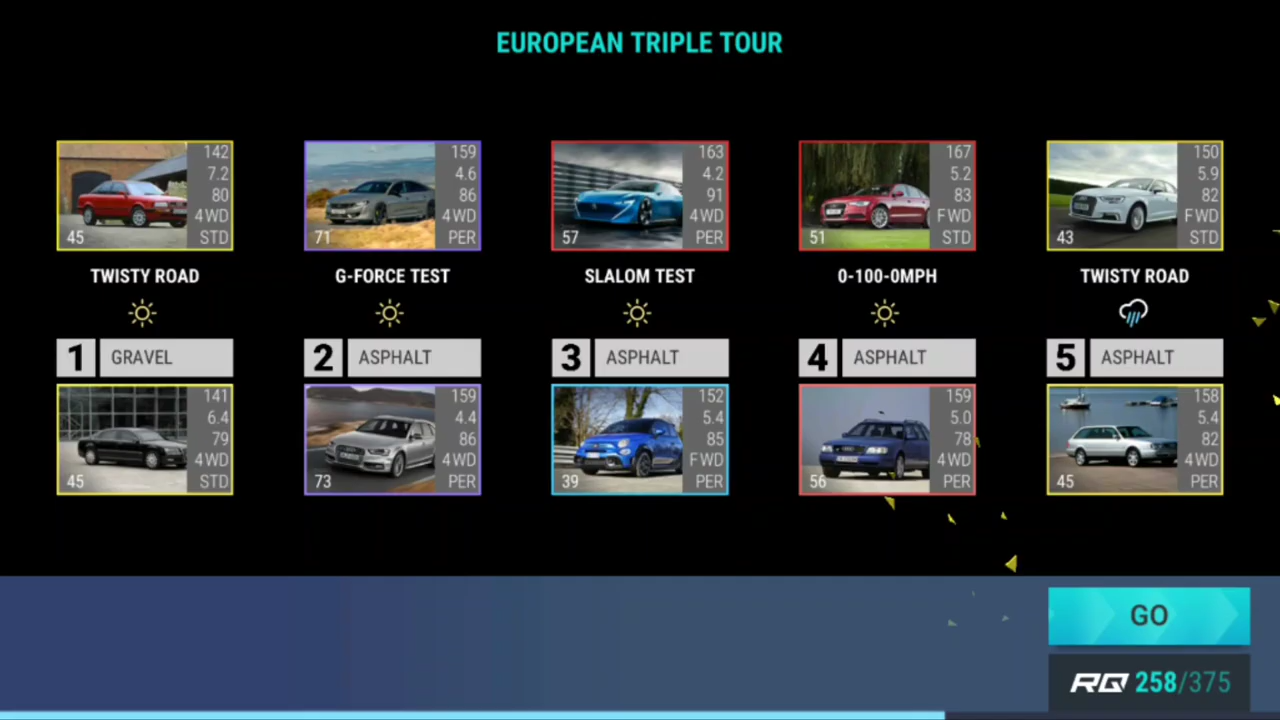 EUROPEAN TRIPLE TOUR
142
7.2
80
4WD
45 STD
159
4.6
86
4WD
71 PER
163
4.2
91
4WD
57 PER
167
5.2
83
FWD
51 STD
150
5.9
82
FWD
43 STD
TWISTY ROAD
G-FORCE TEST
SLALOM TEST
0-100-0MPH
TWISTY ROAD
1 GRAVEL
2 ASPHALT
3 ASPHALT
4 ASPHALT
5 ASPHALT
141
6.4
79
4WD
45 STD
159
4.4
86
4WD
73 PER
152
5.4
85
FWD
39 PER
159
5.0
78
4WD
56 PER
158
5.4
82
4WD
45 PER
GO
RQ 258/375